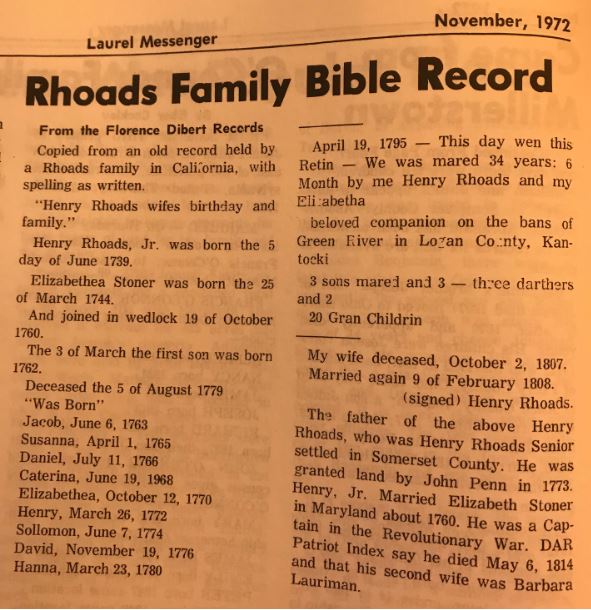 November, 1972
Laurel Messenger
Rhoads Family Bible Record
From the Florence Dibert Records
Copied from an old record held by
a Rhoads family in California, with
spelling as written.
"Henry Rhoads wifes birthday and
family."
Henry Rhoads, Jr. was born the 5
day of June 1739.
Elizabethea Stoner was born the 25
of March 1744.
And joined in wedlock 19 of October
1760.
The 3 of March the first son was born
1762.
Deceased the 5 of August 1779
"Was Born"
Jacob, June 6, 1763
Susanna, April 1, 1765
Daniel, July 11, 1766
Caterina, June 19, 1968
Elizabethea, October 12, 1770
Henry, March 26, 1772
Sollomon, June 7, 1774
David, November 19, 1776
Hanna, March 23, 1780
April 19, 1795 — This day wen this
Retin — We was mared 34 years: 6
Month by me Henry Rhoads and my
Elizabetha
beloved companion on the bans of
Green River in Logan County, Kan-
tocki
3 sons mared and 3 — three darthers
and 2
20 Gran Childrin
My wife deceased, October 2, 1807.
Married again 9 of February 1808.
(signed) Henry Rhoads.
The father of the above Henry
Rhoads, who was Henry Rhoads Senior
settled in Somerset County. He was
granted land by John Penn in 1773.
Henry, Jr. Married Elizabeth Stoner
in Maryland about 1760. He was a Cap-
tain in the Revolutionary War. DAR
Patriot Index say he died May 6, 1814
and that his second wife was Barbara
Lauriman.